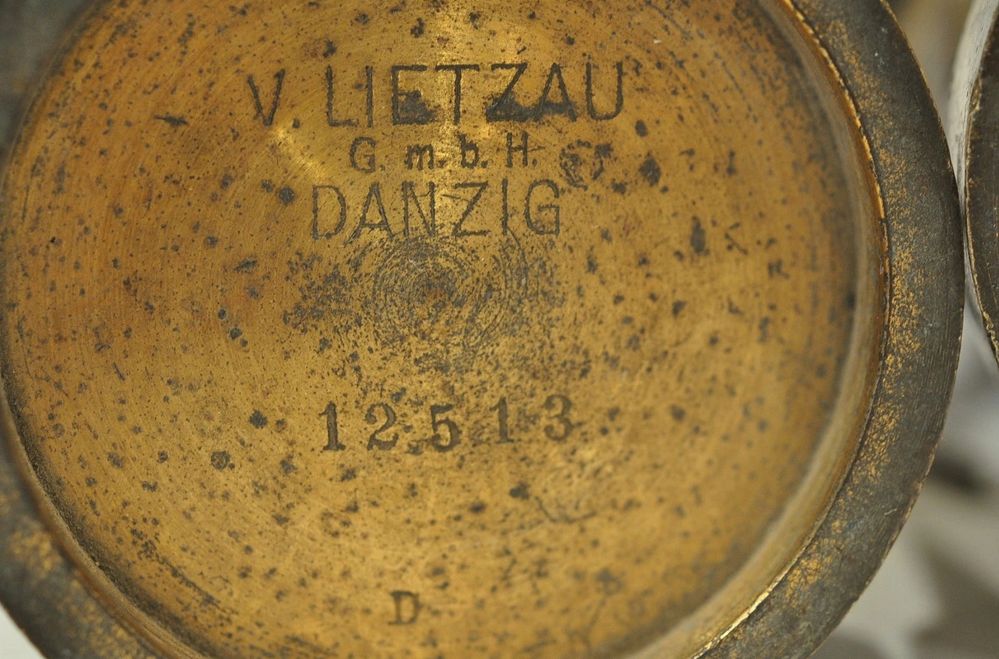 V. LIETZAU
G. m. b. H.
DANZIG
12513
D